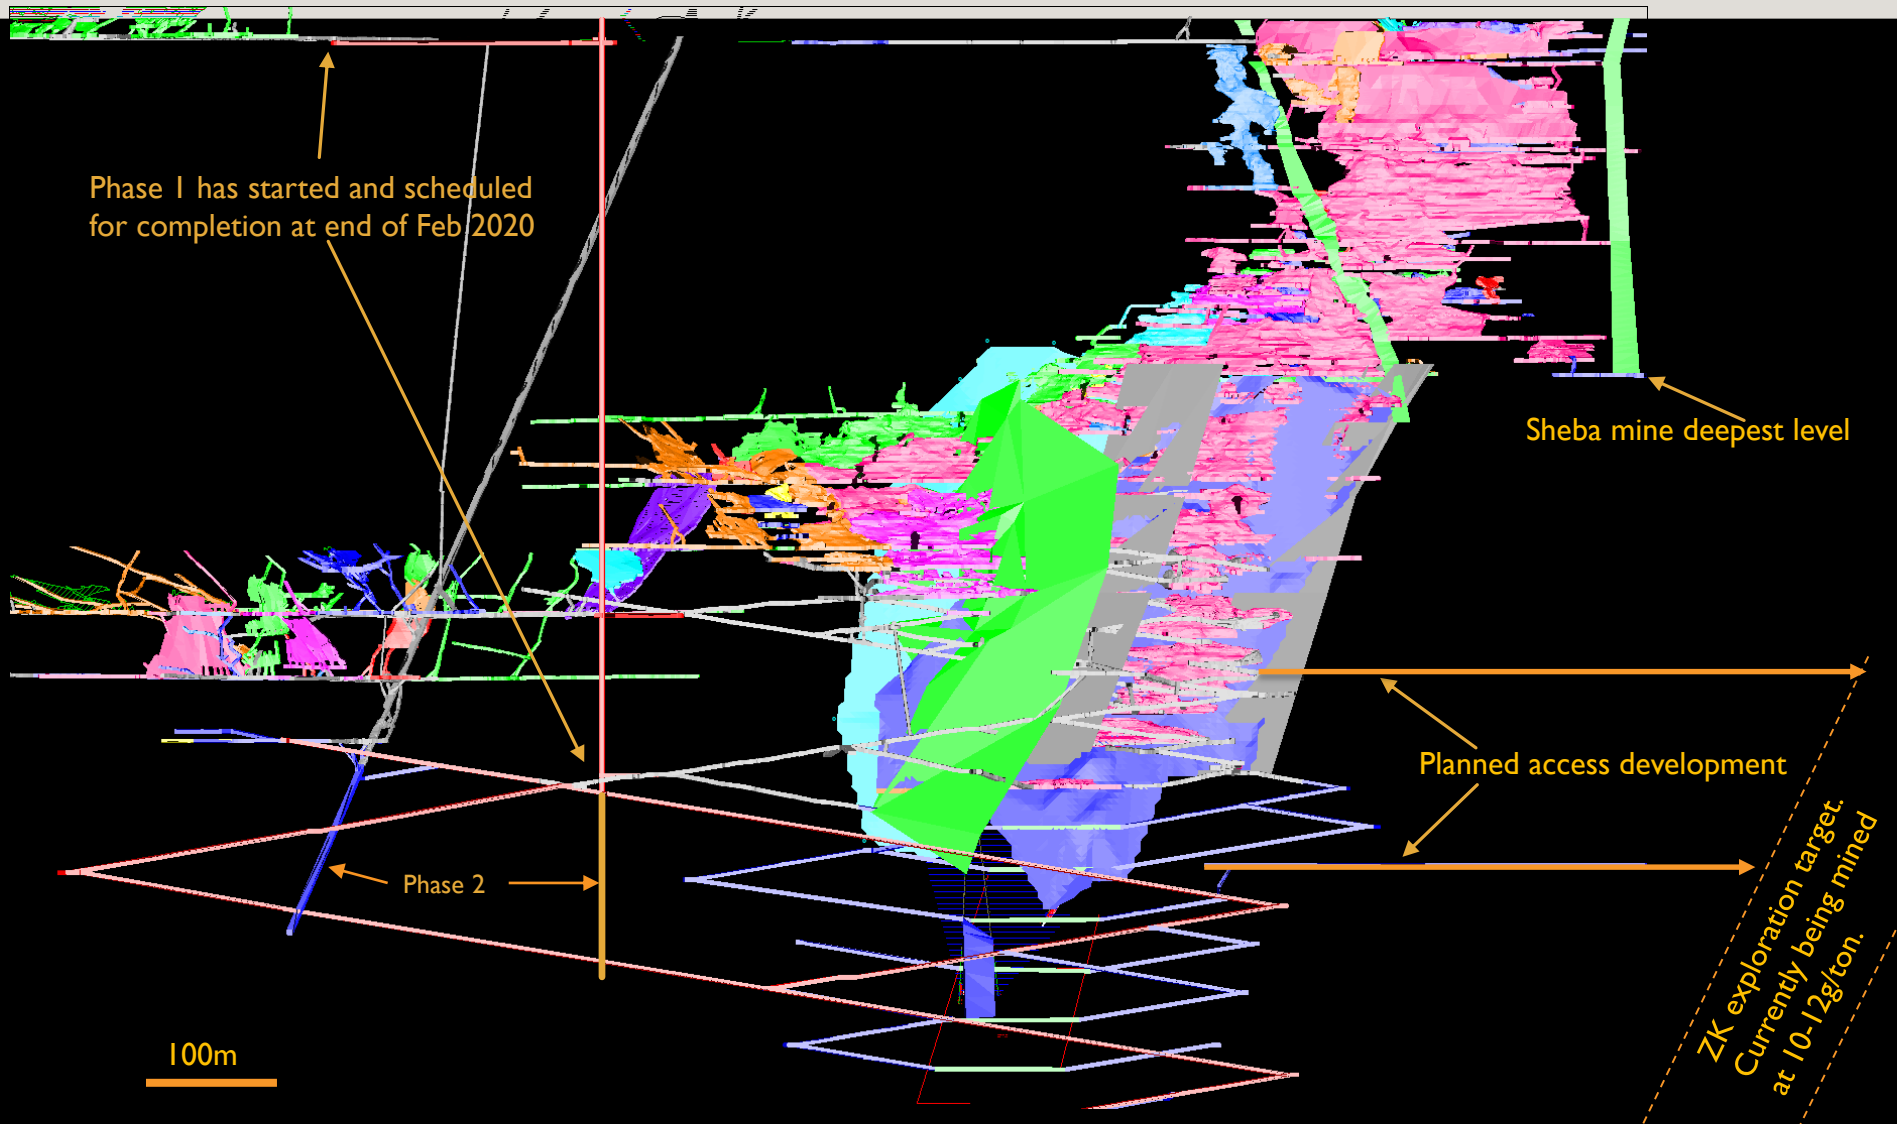 Phase 1 has started and scheduled
for completion at end of Feb 2020
Sheba mine deepest level
Planned access development
Phase 2
ZK exploration target.
Currently being mined
at 10-12g/ton.
100m